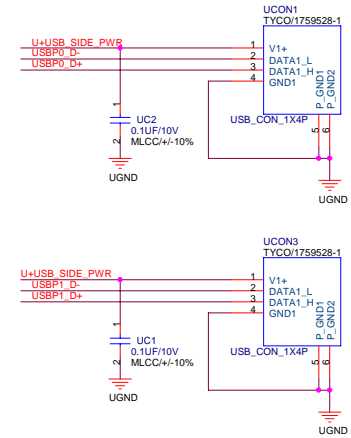 UCON1
TYCO/1759528-1
U+USB_SIDE_PWR
USBP0_D-
USBP0_D+
1 V1+
2 DATA1_L
3 DATA1_H
4 GND1
P_GND1
P_GND2
5
6
USB_CON_1X4P
1
UC2
0.1UF/10V
MLCC/+/-10%
2
UGND
UGND
UCON3
TYCO/1759528-1
U+USB_SIDE_PWR
USBP1_D-
USBP1_D+
1 V1+
2 DATA1_L
3 DATA1_H
4 GND1
P_GND1
P_GND2
5
6
USB_CON_1X4P
1
UC1
0.1UF/10V
MLCC/+/-10%
2
UGND
UGND